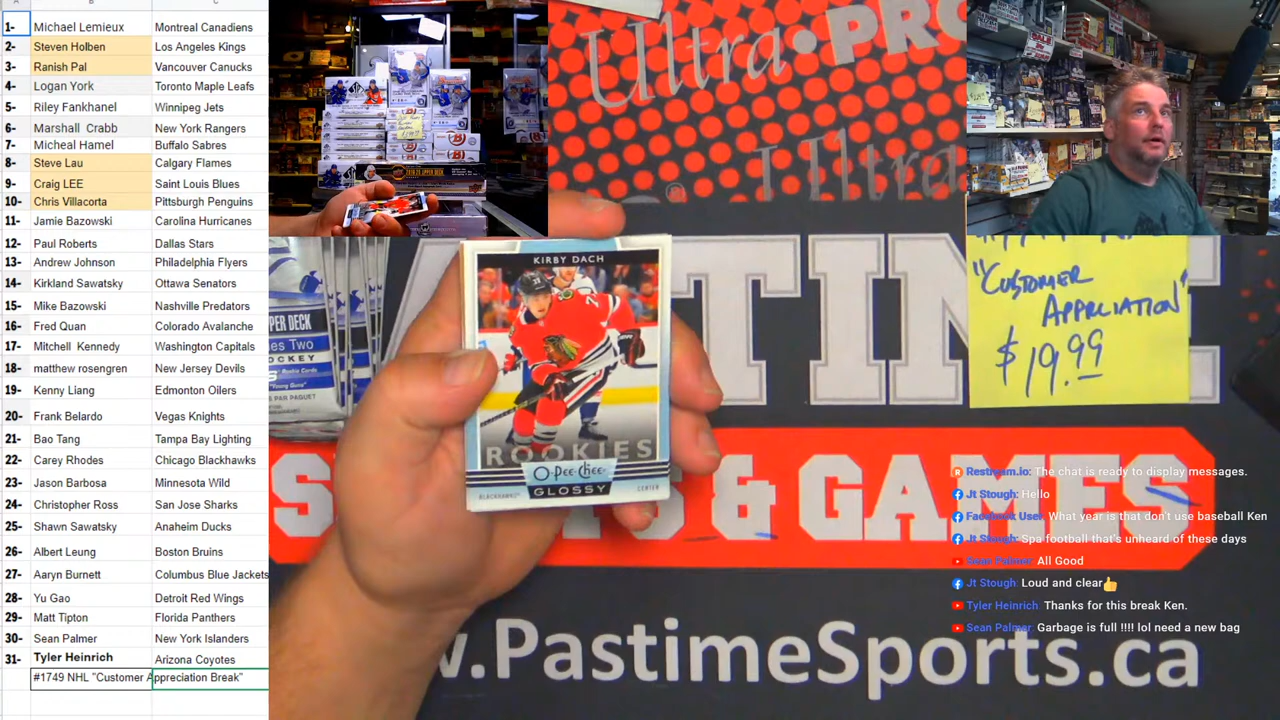 A
B
C
1- Michael Lemieux Montreal Canadiens
2- Steven Holben Los Angeles Kings
3- Ranish Pal Vancouver Canucks
4- Logan York Toronto Maple Leafs
5- Riley Fankhanel Winnipeg Jets
6- Marshall Crabb New York Rangers
7- Micheal Hamel Buffalo Sabres
8- Steve Lau Calgary Flames
9- Craig LEE Saint Louis Blues
10- Chris Villacorta Pittsburgh Penguins
11- Jamie Bazowski Carolina Hurricanes
12- Paul Roberts Dallas Stars
13- Andrew Johnson Philadelphia Flyers
14- Kirkland Sawatsky Ottawa Senators
15- Mike Bazowski Nashville Predators
16- Fred Quan Colorado Avalanche
17- Mitchell Kennedy Washington Capitals
18- matthew rosengren New Jersey Devils
19- Kenny Liang Edmonton Oilers
20- Frank Belardo Vegas Knights
21- Bao Tang Tampa Bay Lighting
22- Carey Rhodes Chicago Blackhawks
23- Jason Barbosa Minnesota Wild
24- Christopher Ross San Jose Sharks
25- Shawn Sawatsky Anaheim Ducks
26- Albert Leung Boston Bruins
27- Aaryn Burnett Columbus Blue Jackets
28- Yu Gao Detroit Red Wings
29- Matt Tipton Florida Panthers
30- Sean Palmer New York Islanders
31- Tyler Heinrich Arizona Coyotes
#1749 NHL "Customer Appreciation Break"
Ultra•PRO
Ultra
KIRBY DACH
ROOKIES
O-Pee-Chee
GLOSSY
BLACKHAWKS
CENTER
"CUSTOMER
APPRECIATION"
$19.99
TIN
S
& GAMES
w.PastimeSports.ca
Restream.io: The chat is ready to display messages.
Jt Stough: Hello
Facebook User: What year is that don't use baseball Ken
Jt Stough: Spa football that's unheard of these days
Sean Palmer: All Good
Jt Stough: Loud and clear👍
Tyler Heinrich: Thanks for this break Ken.
Sean Palmer: Garbage is full !!!! lol need a new bag